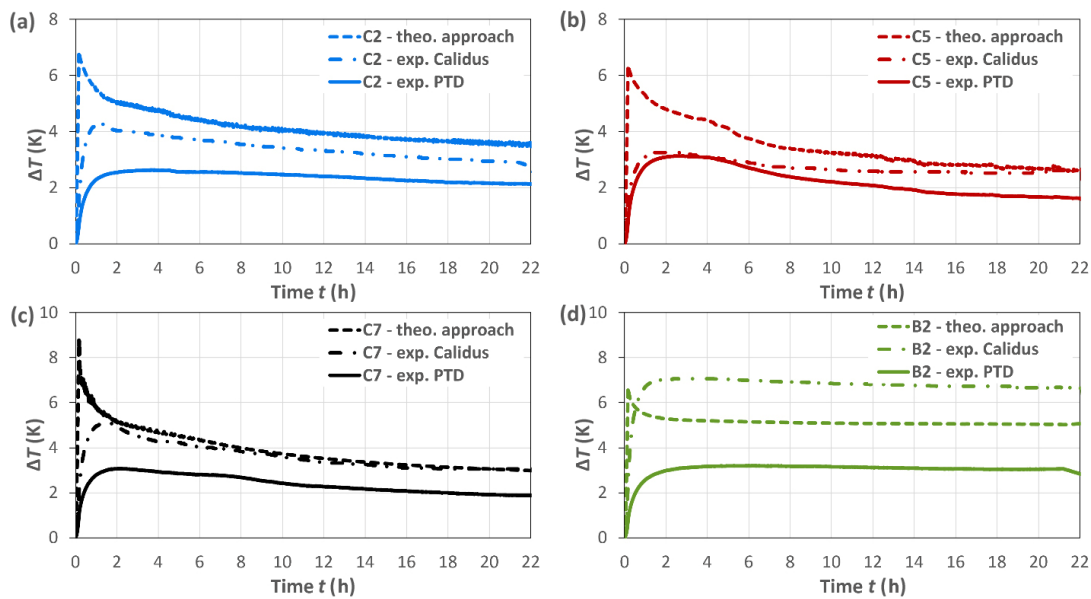 (a)
C2 - theo. approach
C2 - exp. Calidus
C2 - exp. PTD
ΔT (K)
8
6
4
2
0
0 2 4 6 8 10 12 14 16 18 20 22
Time t (h)
(b)
C5 - theo. approach
C5 - exp. Calidus
C5 - exp. PTD
ΔT (K)
8
6
4
2
0
0 2 4 6 8 10 12 14 16 18 20 22
Time t (h)
(c)
C7 - theo. approach
C7 - exp. Calidus
C7 - exp. PTD
ΔT (K)
10
8
6
4
2
0
0 2 4 6 8 10 12 14 16 18 20 22
Time t (h)
(d)
B2 - theo. approach
B2 - exp. Calidus
B2 - exp. PTD
ΔT (K)
10
8
6
4
2
0
0 2 4 6 8 10 12 14 16 18 20 22
Time t (h)